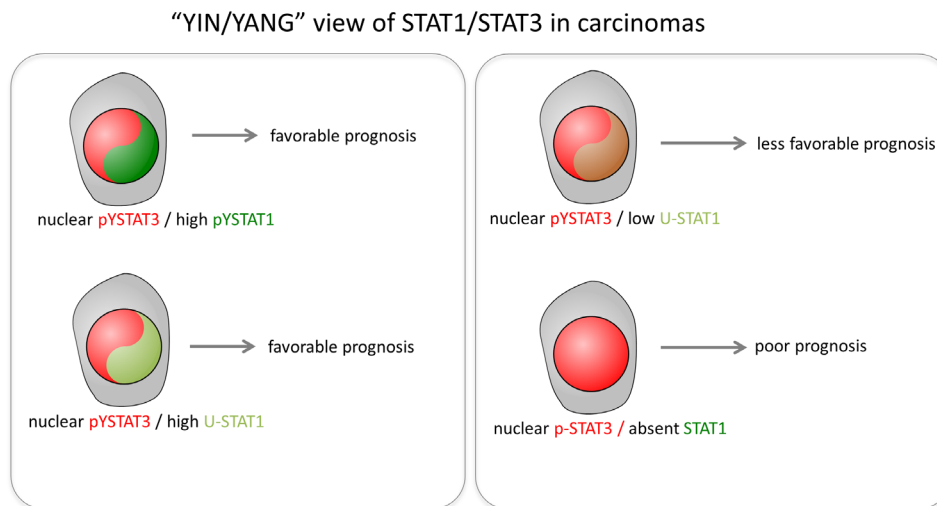 “YIN/YANG” view of STAT1/STAT3 in carcinomas
favorable prognosis
nuclear pYSTAT3 / high pYSTAT1
favorable prognosis
nuclear pYSTAT3 / high U-STAT1
less favorable prognosis
nuclear pYSTAT3 / low U-STAT1
poor prognosis
nuclear p-STAT3 / absent STAT1